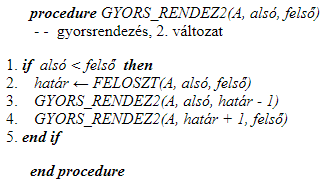 procedure GYORS_RENDEZ2(A, alsó, felső)
- - gyorsrendezés, 2. változat
1. if alsó < felső then
2. határ ← FELOSZT(A, alsó, felső)
3. GYORS_RENDEZ2(A, alsó, határ - 1)
4. GYORS_RENDEZ2(A, határ + 1, felső)
5. end if
end procedure